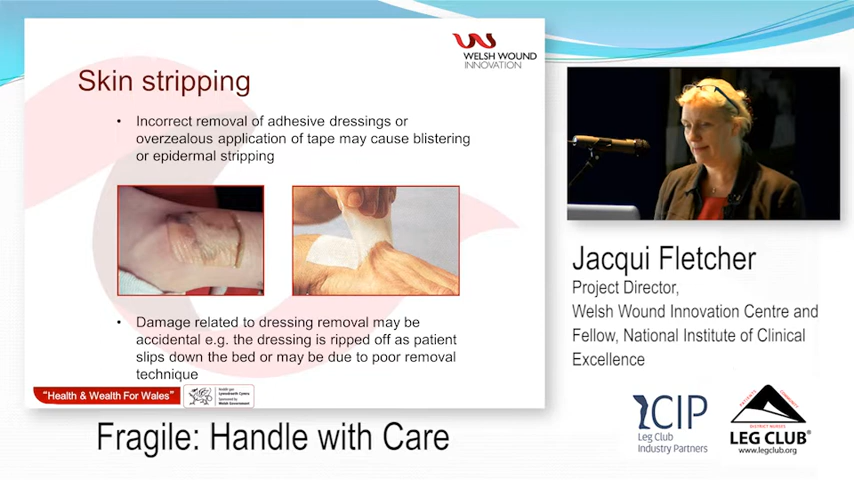 WELSH WOUND
INNOVATION
Skin stripping
• Incorrect removal of adhesive dressings or
overzealous application of tape may cause blistering
or epidermal stripping
• Damage related to dressing removal may be
accidental e.g. the dressing is ripped off as patient
slips down the bed or may be due to poor removal
technique
"Health & Wealth For Wales"
Fragile: Handle with Care
Jacqui Fletcher
Project Director,
Welsh Wound Innovation Centre and
Fellow, National Institute of Clinical
Excellence
CIP
Leg Club
Industry Partners
LEG CLUB®
www.legclub.org